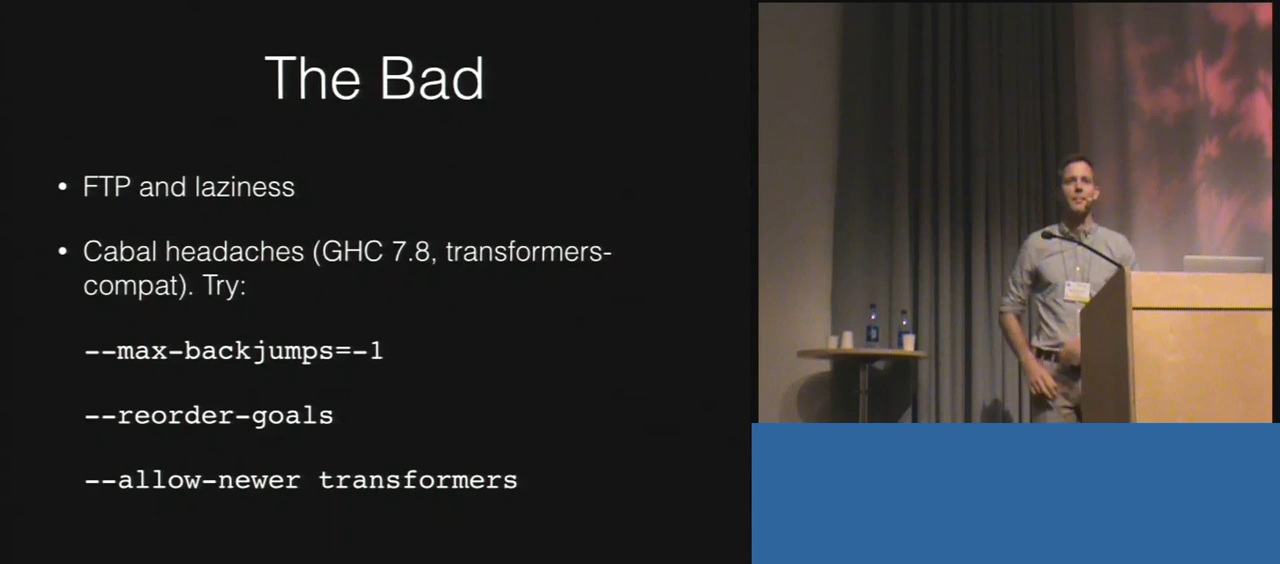 The Bad
• FTP and laziness
• Cabal headaches (GHC 7.8, transformers-
compat). Try:
--max-backjumps=-1
--reorder-goals
--allow-newer transformers